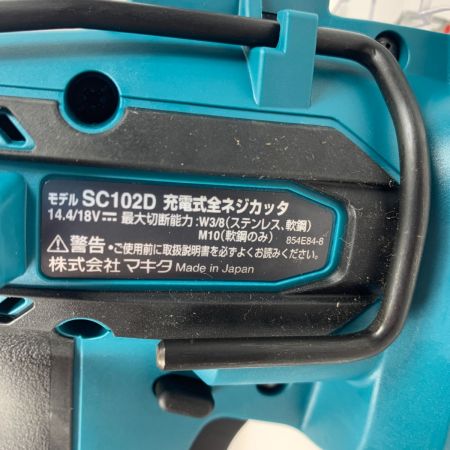 モデル SC102D 充電式全ネジカッタ
14.4/18V⎓ 最大切断能力：W3/8(ステンレス、軟鋼)
M10(軟鋼のみ) 854E84-6
⚠警告・ご使用前に取扱説明書を必ずよくお読みください。
株式会社 マキタ Made in Japan